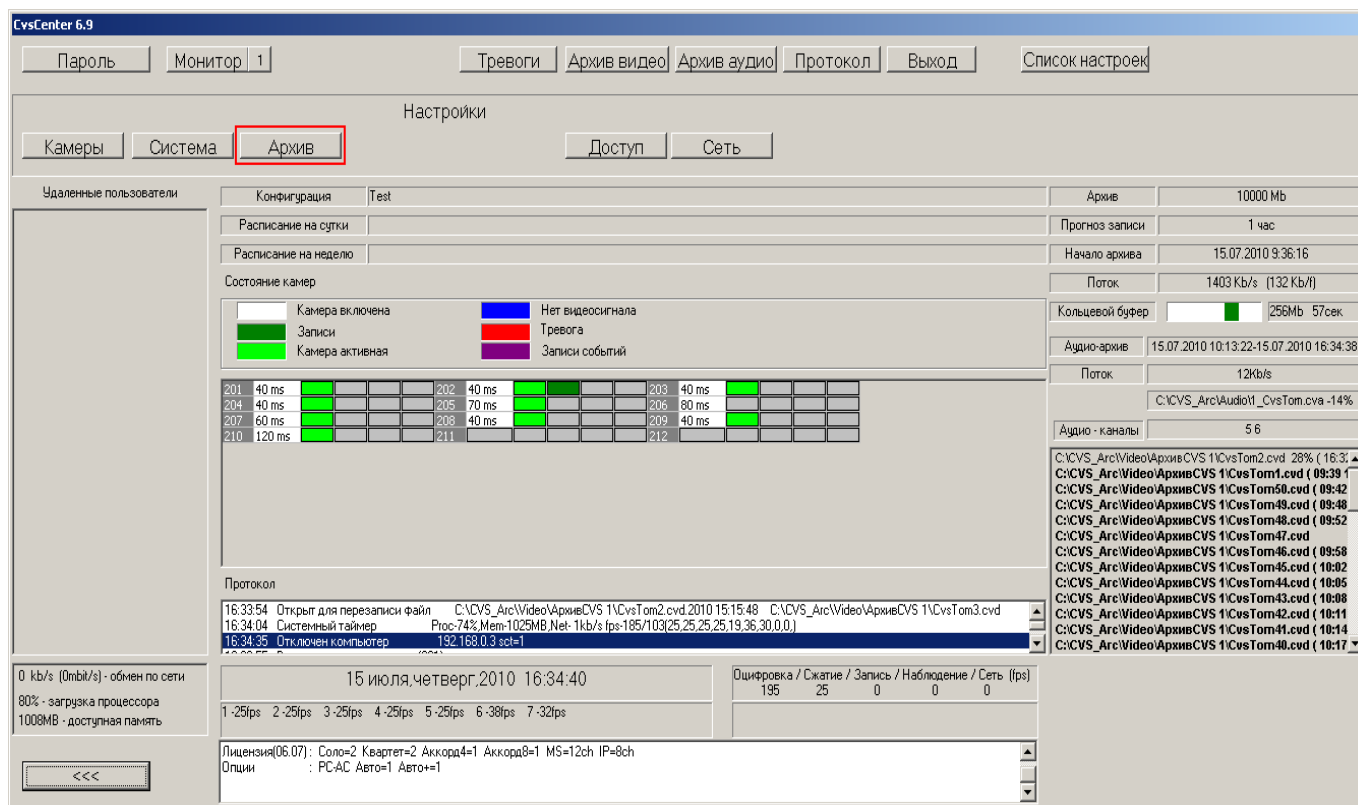 CvsCenter 6.9
Пароль Монитор 1 Тревоги Архив видео Архив аудио Протокол Выход Список настроек
Настройки
Камеры Система Архив Доступ Сеть
Удаленные пользователи
Конфигурация Test
Расписание на сутки
Расписание на неделю
Состояние камер
Камера включена Нет видеосигнала
Записи Тревога
Камера активная Записи событий
201 40 ms 202 40 ms 203 40 ms
204 40 ms 205 70 ms 206 80 ms
207 60 ms 208 40 ms 209 40 ms
210 120 ms 211 212
Протокол
16:33:54 Открыт для перезаписи файл C:\CVS_Arc\Video\АрхивCVS 1\CvsTom2.cvd.2010 15:15:48 C:\CVS_Arc\Video\АрхивCVS 1\CvsTom3.cvd
16:34:04 Системный таймер Proc-74%,Mem-1025MB,Net- 1kb/s fps-185/103(25,25,25,25,19,36,30,0,0,)
16:34:35 Отключен компьютер 192.168.0.3 sct=1
Архив 10000 Mb
Прогноз записи 1 час
Начало архива 15.07.2010 9:36:16
Поток 1403 Kb/s (132 Kb/f)
Кольцевой буфер 256Mb 57сек
Аудио-архив 15.07.2010 10:13:22-15.07.2010 16:34:38
Поток 12Kb/s
C:\CVS_Arc\Audio\1_CvsTom.cva -14%
Аудио - каналы 5 6
C:\CVS_Arc\Video\АрхивCVS 1\CvsTom2.cvd 28% ( 16:3
C:\CVS_Arc\Video\АрхивCVS 1\CvsTom1.cvd ( 09:39 1
C:\CVS_Arc\Video\АрхивCVS 1\CvsTom50.cvd ( 09:42
C:\CVS_Arc\Video\АрхивCVS 1\CvsTom49.cvd ( 09:48
C:\CVS_Arc\Video\АрхивCVS 1\CvsTom48.cvd ( 09:52
C:\CVS_Arc\Video\АрхивCVS 1\CvsTom47.cvd
C:\CVS_Arc\Video\АрхивCVS 1\CvsTom46.cvd ( 09:58
C:\CVS_Arc\Video\АрхивCVS 1\CvsTom45.cvd ( 10:02
C:\CVS_Arc\Video\АрхивCVS 1\CvsTom44.cvd ( 10:05
C:\CVS_Arc\Video\АрхивCVS 1\CvsTom43.cvd ( 10:08
C:\CVS_Arc\Video\АрхивCVS 1\CvsTom42.cvd ( 10:11
C:\CVS_Arc\Video\АрхивCVS 1\CvsTom41.cvd ( 10:14
C:\CVS_Arc\Video\АрхивCVS 1\CvsTom40.cvd ( 10:17
0 kb/s (0mbit/s) - обмен по сети
80% - загрузка процессора
1008MB - доступная память
<<<
15 июля,четверг,2010 16:34:40
1 -25fps 2 -25fps 3 -25fps 4 -25fps 5 -25fps 6 -38fps 7 -32fps
Оцифровка / Сжатие / Запись / Наблюдение / Сеть (fps)
195 25 0 0 0
Лицензия(06.07) : Соло=2 Квартет=2 Аккорд4=1 Аккорд8=1 MS=12ch IP=8ch
Опции : PC-AC Авто=1 Авто+=1